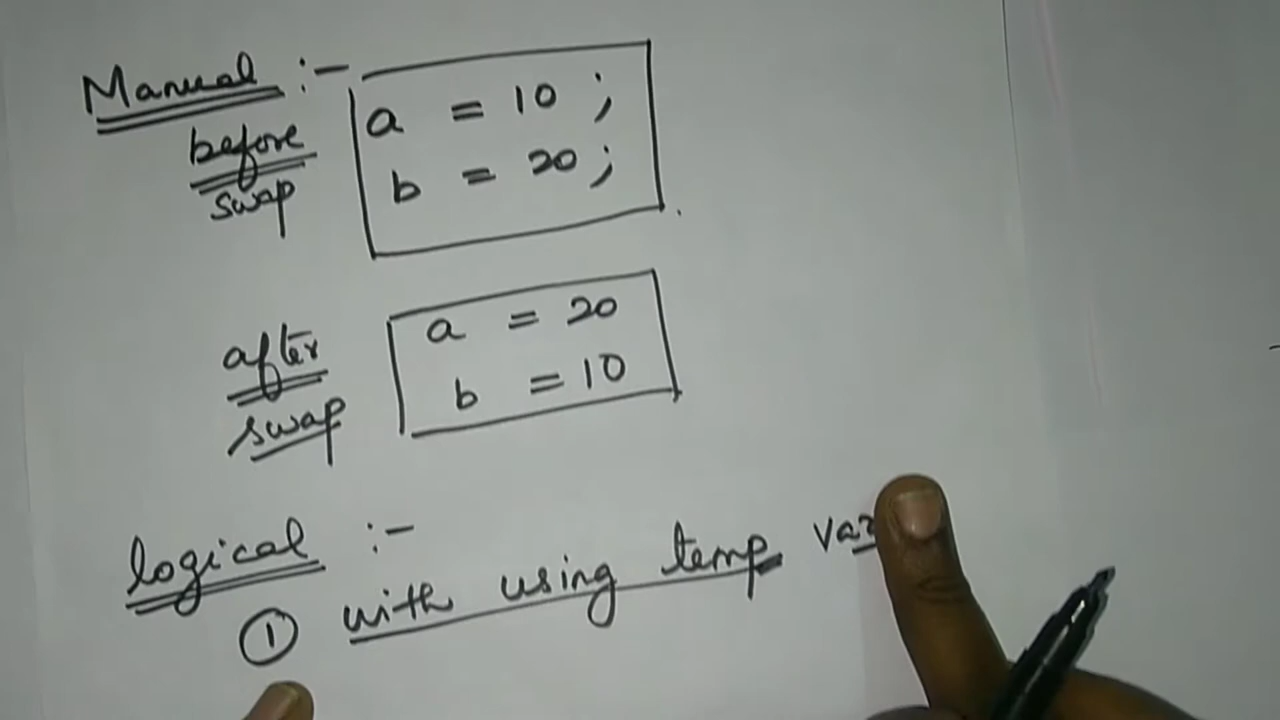 Manual :-
before
swap
a = 10 ;
b = 20 ;
after
swap
a = 20
b = 10
logical :-
① with using temp